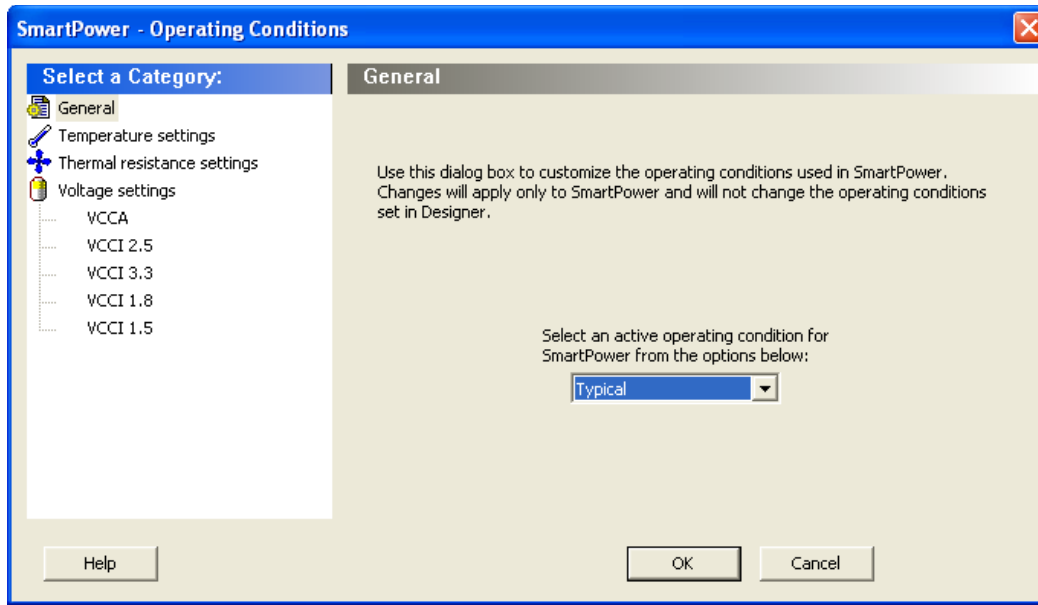 SmartPower - Operating Conditions
Select a Category:
General
Temperature settings
Thermal resistance settings
Voltage settings
VCCA
VCCI 2.5
VCCI 3.3
VCCI 1.8
VCCI 1.5
General
Use this dialog box to customize the operating conditions used in SmartPower.
Changes will apply only to SmartPower and will not change the operating conditions
set in Designer.
Select an active operating condition for
SmartPower from the options below:
Typical
Help
OK
Cancel